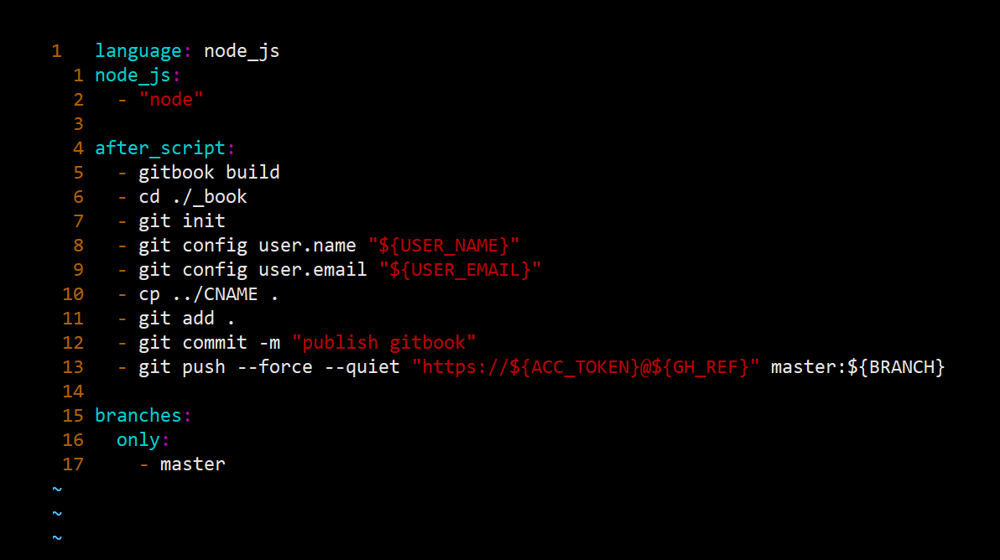 1   language: node_js
  1 node_js:
  2   - "node"
  3
  4 after_script:
  5   - gitbook build
  6   - cd ./_book
  7   - git init
  8   - git config user.name "${USER_NAME}"
  9   - git config user.email "${USER_EMAIL}"
 10   - cp ../CNAME .
 11   - git add .
 12   - git commit -m "publish gitbook"
 13   - git push --force --quiet "https://${ACC_TOKEN}@${GH_REF}" master:${BRANCH}
 14
 15 branches:
 16   only:
 17     - master
~
~
~